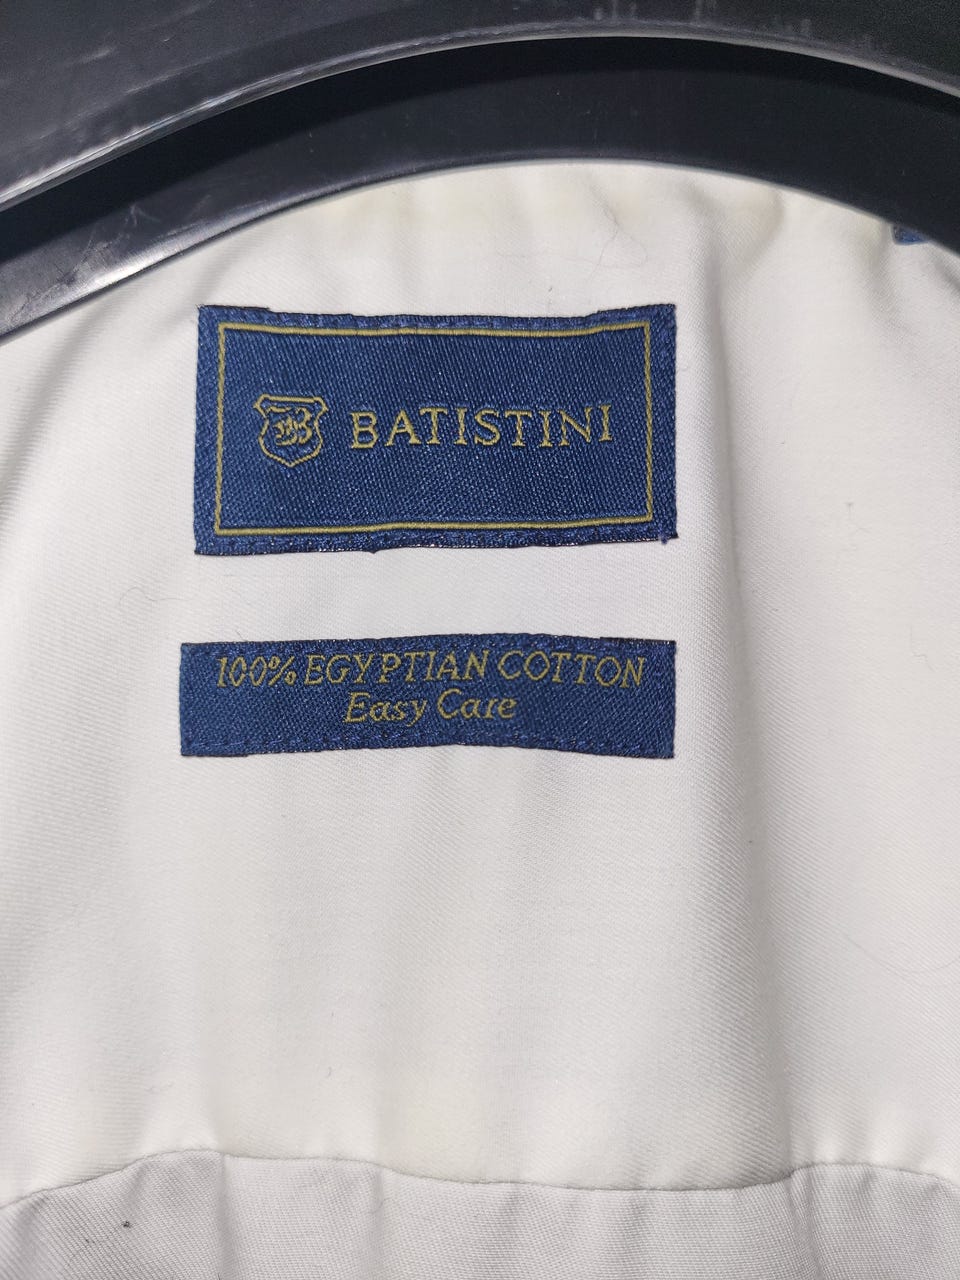 BATISTINI
100% EGYPTIAN COTTON
Easy Care